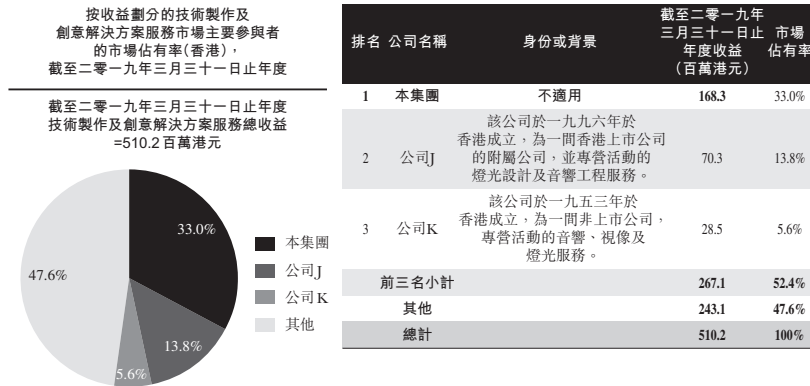 按收益劃分的技術製作及
創意解決方案服務市場主要參與者
的市場佔有率(香港)，
截至二零一九年三月三十一日止年度
截至二零一九年三月三十一日止年度
技術製作及創意解決方案服務總收益
=510.2百萬港元
33.0%
13.8%
5.6%
47.6%
本集團
公司J
公司K
其他
排名 公司名稱 身份或背景 截至二零一九年三月三十一日止年度收益（百萬港元） 市場佔有率
1 本集團 不適用 168.3 33.0%
該公司於一九九六年於
香港成立，為一間香港上市公司
2 公司J 的附屬公司，並專營活動的 70.3 13.8%
燈光設計及音響工程服務。
該公司於一九五三年於
香港成立，為一間非上市公司，
3 公司K 專營活動的音響、視像及 28.5 5.6%
燈光服務。
前三名小計 267.1 52.4%
其他 243.1 47.6%
總計 510.2 100%